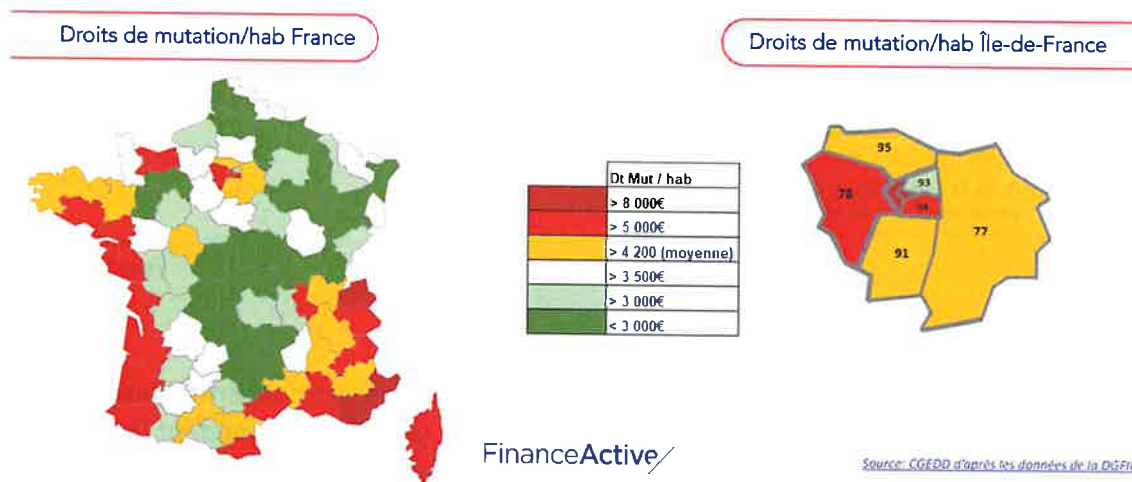 Droits de mutation/hab France
Droits de mutation/hab Île-de-France
Dt Mut / hab
> 8 000€
> 5 000€
> 4 200 (moyenne)
> 3 500€
> 3 000€
< 3 000€
95
78
93
94
91
77
FinanceActive
Source: CGEDD d'après les données de la DGFi